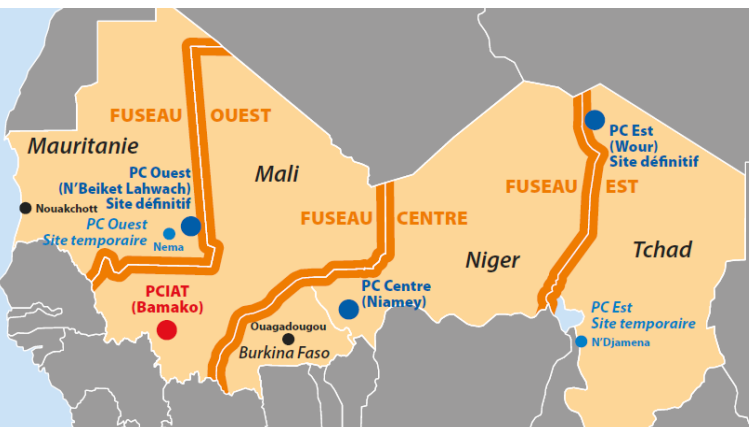 FUSEAU OUEST
Mauritanie
PC Ouest
(N'Beiket Lahwach)
Site définitif
Nouakchott
PC Ouest
Site temporaire
Nema
Mali
PCIAT
(Bamako)
FUSEAU CENTRE
PC Centre
(Niamey)
Ouagadougou
Burkina Faso
Niger
FUSEAU EST
PC Est
(Wour)
Site définitif
Tchad
PC Est
Site temporaire
N'Djamena